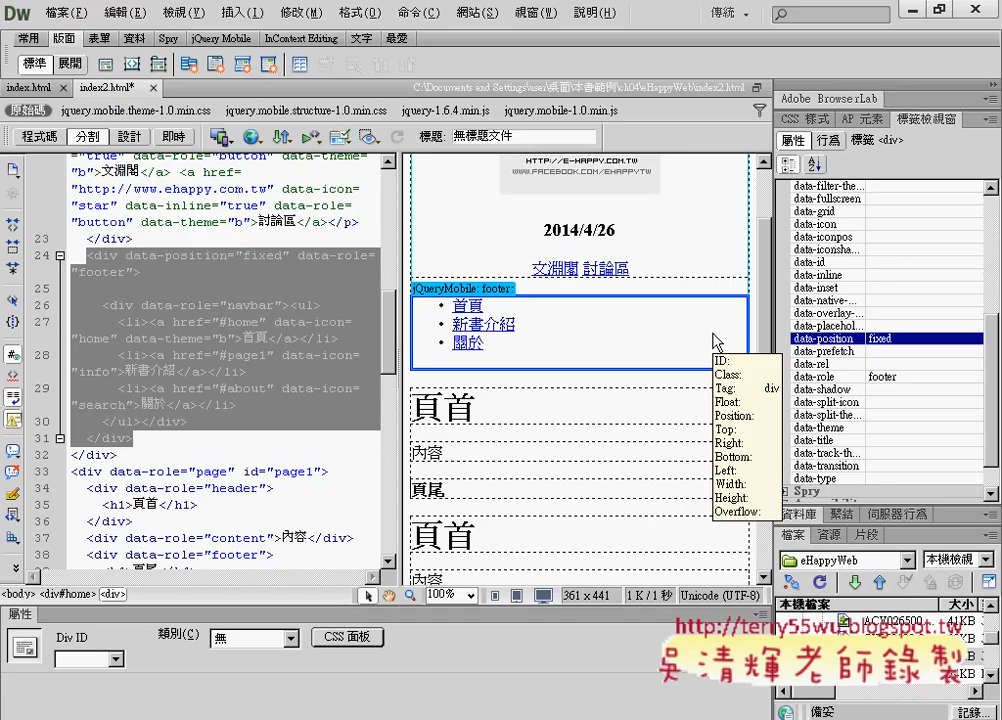 Dw 檔案(F) 編輯(E) 檢視(V) 插入(I) 修改(M) 格式(O) 命令(C) 網站(S) 視窗(W) 說明(H) 傳統
常用 版面 表單 資料 Spry jQuery Mobile InContext Editing 文字 最愛
標準 展開
index.html index2.html* C:\Documents and Settings\user\桌面\本書範例\ch04\eHappyWeb\index2.html
原始碼 jquery.mobile.theme-1.0.min.css jquery.mobile.structure-1.0.min.css jquery-1.6.4.min.js jquery.mobile-1.0.min.js
程式碼 分割 設計 即時 標題: 無標題文件
"true" data-role="button" data-theme=
"b">文淵閣</a> <a href=
"http://www.ehappy.com.tw" data-icon=
"star" data-inline="true" data-role=
"button" data-theme="b">討論區</a></p>
23 </div>
24 <div data-position="fixed" data-role=
"footer">
25
26 <div data-role="navbar"><ul>
27 <li><a href="#home" data-icon=
"home" data-theme="b">首頁</a></li>
28 <li><a href="#page1" data-icon=
"info">新書介紹</a></li>
29 <li><a href="#about" data-icon=
"search">關於</a></li>
30 </ul></div>
31 </div>
32 </div>
33 <div data-role="page" id="page1">
34 <div data-role="header">
35 <h1>頁首</h1>
36 </div>
37 <div data-role="content">內容</div>
38 <div data-role="footer">
HTTP://E-HAPPY.COM.TW
WWW.FACEBOOK.COM/EHAPPYTW
2014/4/26
文淵閣 討論區
jQueryMobile: footer:
• 首頁
• 新書介紹
• 關於
頁首
內容
頁尾
頁首
內容
ID:
Class:
Tag: div
Float:
Position:
Top:
Right:
Bottom:
Left:
Width:
Height:
Overflow:
<body> <div#home> <div> 100% 361 x 441 1 K / 1 秒 Unicode (UTF-8)
屬性
Div ID 類別(C) 無 CSS 面板
Adobe BrowserLab
CSS 樣式 AP 元素 標籤檢視窗
屬性 行為 標籤 <div>
data-filter-the...
data-fullscreen
data-grid
data-icon
data-iconpos
data-iconsha...
data-id
data-inline
data-inset
data-native-...
data-overlay-...
data-placehol...
data-position fixed
data-prefetch
data-rel
data-role footer
data-shadow
data-split-icon
data-split-the...
data-theme
data-title
data-track-th...
data-transition
data-type
Spry
資料庫 繫結 伺服器行為
檔案 資源 片段
eHappyWeb 本機檢視
本機檔案 大小
ACV026500 41KB
http://terry55wu.blogspot.tw
吳清輝老師錄製
備妥 記錄...